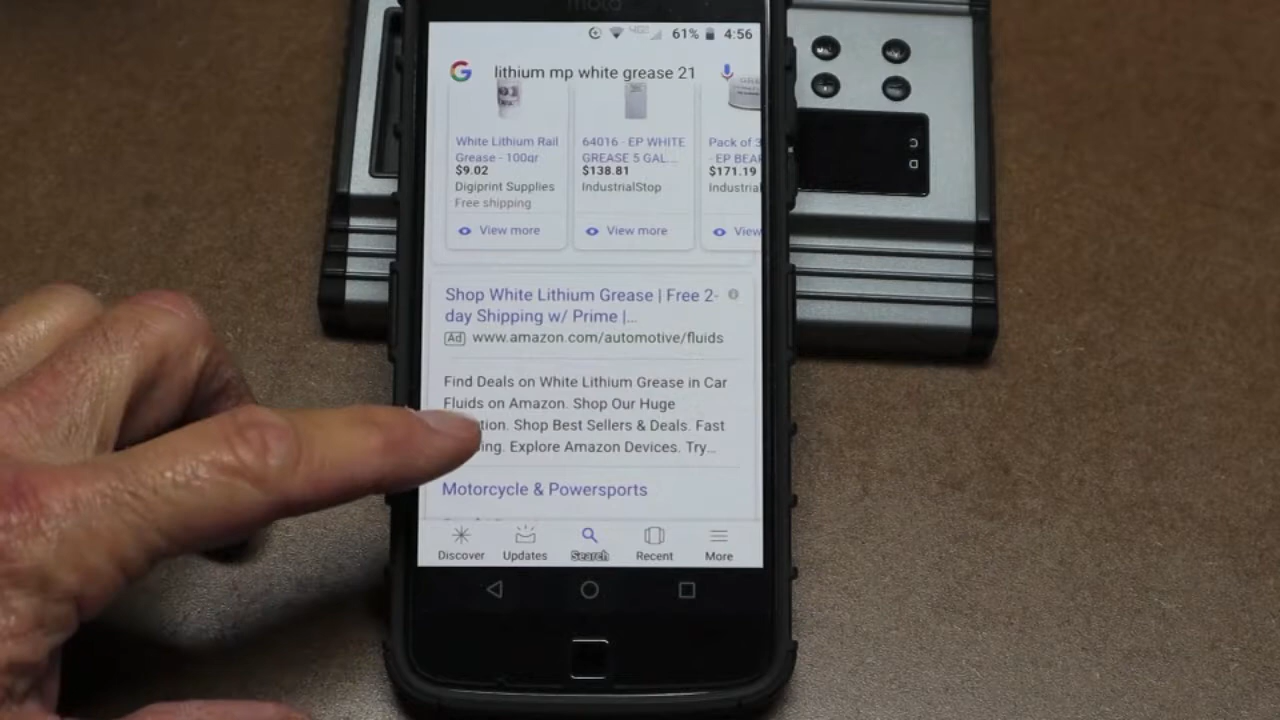 moto
61% 4:56
lithium mp white grease 21
White Lithium Rail
Grease - 100gr
$9.02
Digiprint Supplies
Free shipping
View more
64016 - EP WHITE
GREASE 5 GAL...
$138.81
IndustrialStop
View more
Pack of 3
- EP BEA
$171.19
Industrial
View
Shop White Lithium Grease | Free 2-
day Shipping w/ Prime |...
Ad www.amazon.com/automotive/fluids
Find Deals on White Lithium Grease in Car
Fluids on Amazon. Shop Our Huge
tion. Shop Best Sellers & Deals. Fast
ing. Explore Amazon Devices. Try...
Motorcycle & Powersports
Discover Updates Search Recent More